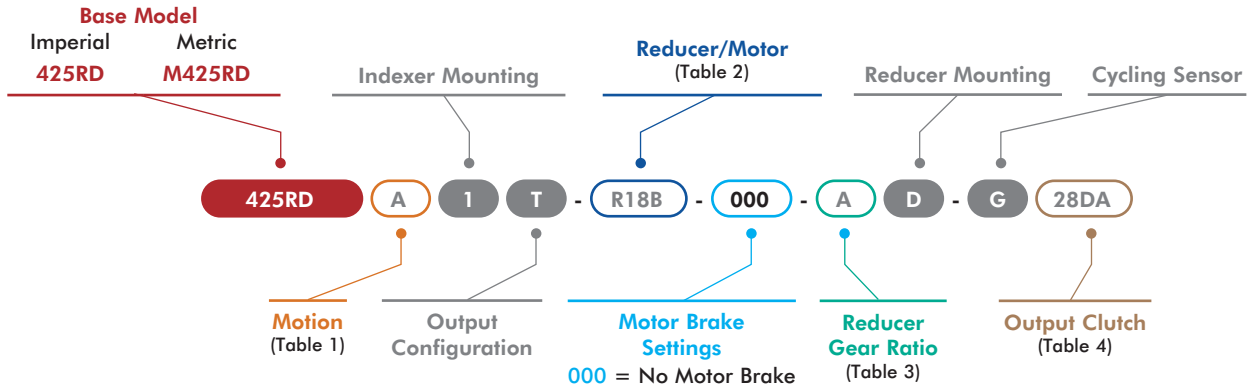 Base Model
Imperial Metric
425RD M425RD
Indexer Mounting
Reducer/Motor
(Table 2)
Reducer Mounting
Cycling Sensor
425RD A 1 T - R18B - 000 - A D - G 28DA
Motion
(Table 1)
Output
Configuration
Motor Brake
Settings
000 = No Motor Brake
Reducer
Gear Ratio
(Table 3)
Output Clutch
(Table 4)